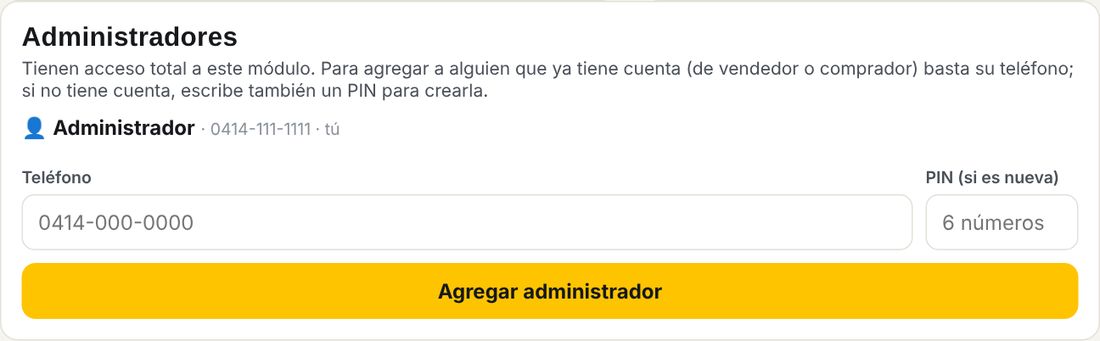 Administradores
Tienen acceso total a este módulo. Para agregar a alguien que ya tiene cuenta (de vendedor o comprador) basta su teléfono;
si no tiene cuenta, escribe también un PIN para crearla.
Administrador · 0414-111-1111 · tú
Teléfono
PIN (si es nueva)
0414-000-0000
6 números
Agregar administrador